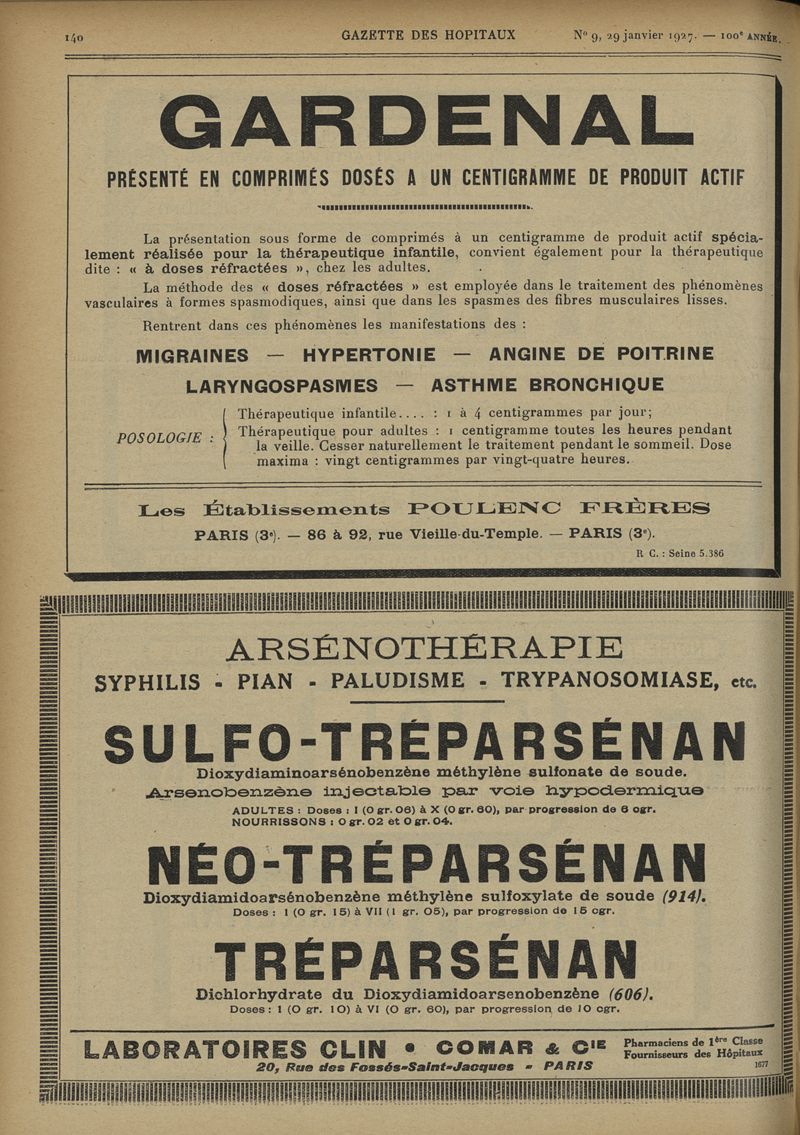 140 GAZETTE DES HOPITAUX N° 9, 29 janvier 1927. — 100e ANNÉE.
GARDENAL
PRÉSENTÉ EN COMPRIMÉS DOSÉS A UN CENTIGRAMME DE PRODUIT ACTIF
La présentation sous forme de comprimés à un centigramme de produit actif spécia-
lement réalisée pour la thérapeutique infantile, convient également pour la thérapeutique
dite : « à doses réfractées », chez les adultes.
La méthode des « doses réfractées » est employée dans le traitement des phénomènes
vasculaires à formes spasmodiques, ainsi que dans les spasmes des fibres musculaires lisses.
Rentrent dans ces phénomènes les manifestations des :
MIGRAINES — HYPERTONIE — ANGINE DE POITRINE
LARYNGOSPASMES — ASTHME BRONCHIQUE
POSOLOGIE :
Thérapeutique infantile.... : 1 à 4 centigrammes par jour;
Thérapeutique pour adultes : 1 centigramme toutes les heures pendant
la veille. Cesser naturellement le traitement pendant le sommeil. Dose
maxima : vingt centigrammes par vingt-quatre heures.
Les Établissements POULENC FRÈRES
PARIS (3e). — 86 à 92, rue Vieille-du-Temple. — PARIS (3e).
R C. : Seine 5.386
ARSÉNOTHÉRAPIE
SYPHILIS - PIAN - PALUDISME - TRYPANOSOMIASE, etc.
SULFO-TRÉPARSÉNAN
Dioxydiaminoarsénobenzène méthylène sulfonate de soude.
Arsenobenzène injectable par voie hypodermique
ADULTES : Doses : I (0 gr. 06) à X (0 gr. 60), par progression de 6 cgr.
NOURRISSONS : 0 gr. 02 et 0 gr. 04.
NÉO-TRÉPARSÉNAN
Dioxydiamidoarsénobenzène méthylène sulfoxylate de soude (914).
Doses : I (0 gr. 15) à VII (1 gr. 05), par progression de 15 cgr.
TRÉPARSÉNAN
Dichlorhydrate du Dioxydiamidoarsenobenzène (606).
Doses : I (0 gr. 10) à VI (0 gr. 60), par progression de 10 cgr.
LABORATOIRES CLIN • COMAR & CIE Pharmaciens de 1ère Classe
Fournisseurs des Hôpitaux
20, Rue des Fossés-Saint-Jacques - PARIS 1677